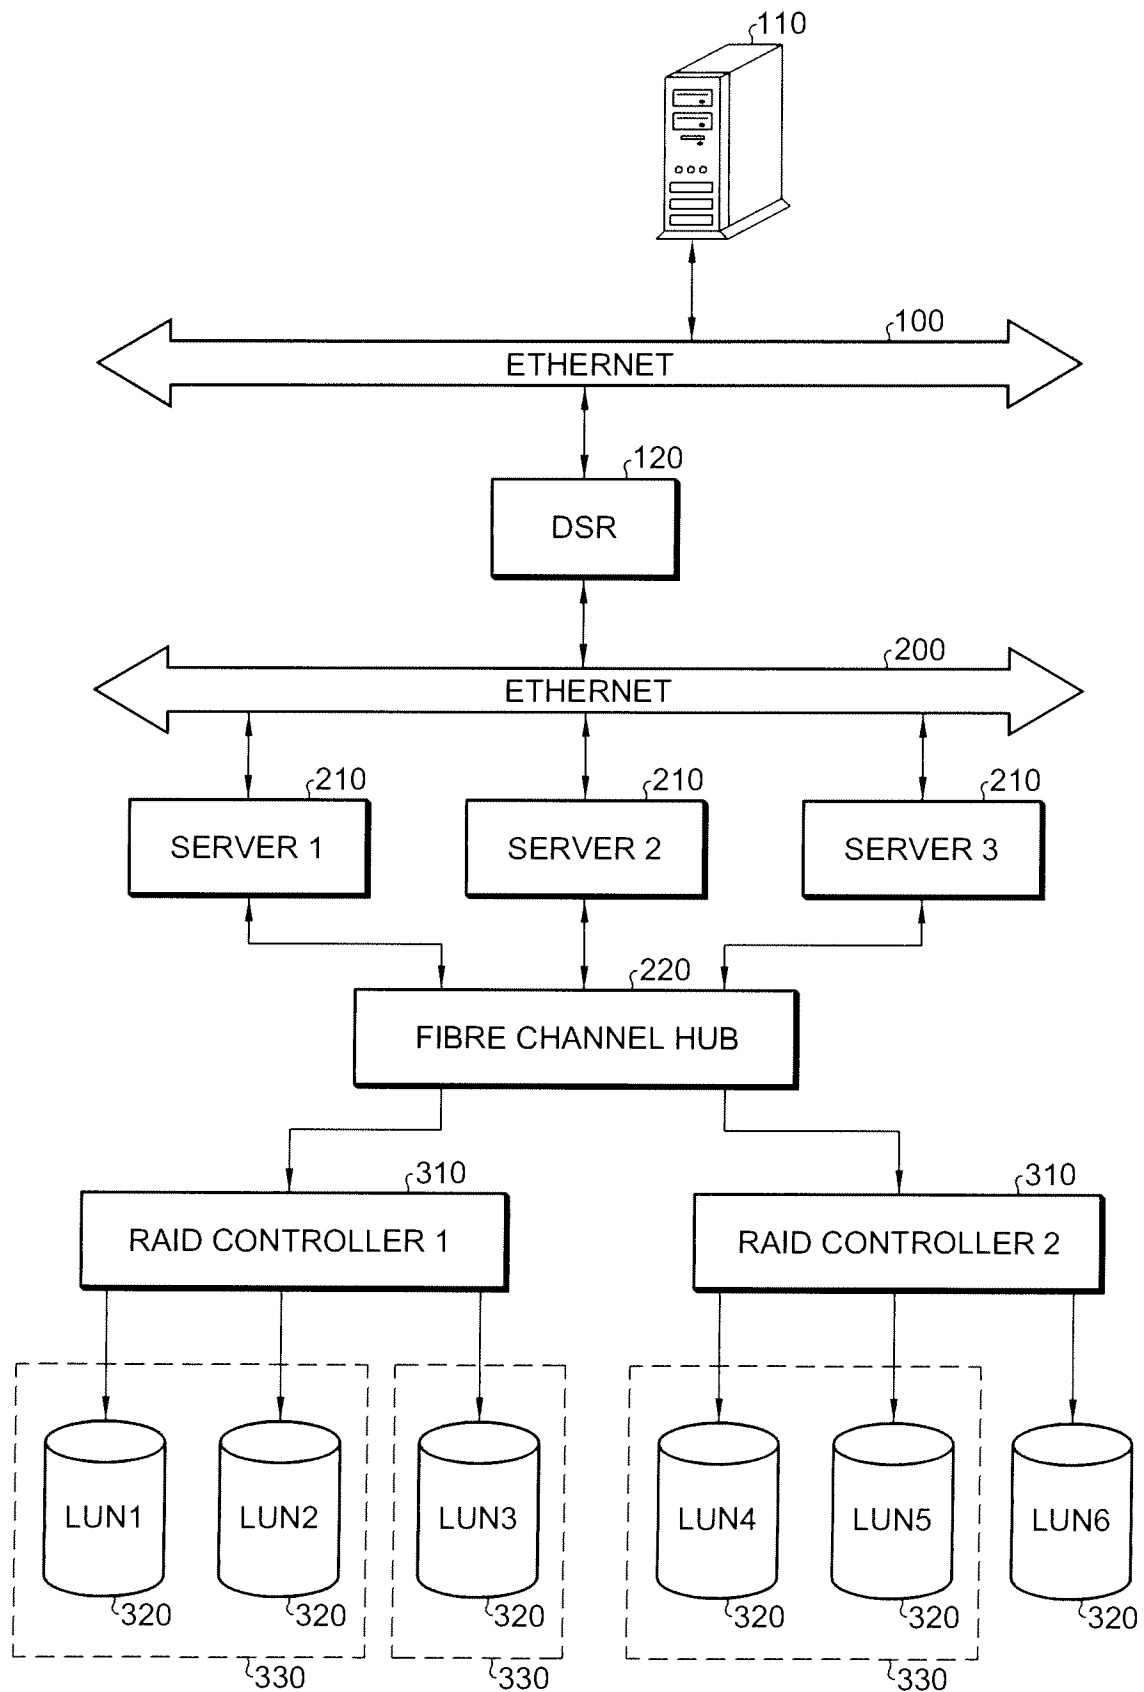 110
100
ETHERNET
120
DSR
200
ETHERNET
210 210 210
SERVER 1 SERVER 2 SERVER 3
220
FIBRE CHANNEL HUB
310 310
RAID CONTROLLER 1 RAID CONTROLLER 2
LUN1 LUN2 LUN3 LUN4 LUN5 LUN6
320 320 320 320 320 320
330 330 330